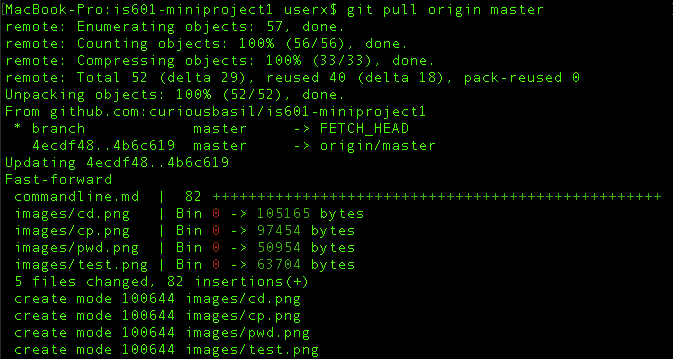 [MacBook-Pro:is601-miniproject1 userx$ git pull origin master
remote: Enumerating objects: 57, done.
remote: Counting objects: 100% (56/56), done.
remote: Compressing objects: 100% (33/33), done.
remote: Total 52 (delta 29), reused 40 (delta 18), pack-reused 0
Unpacking objects: 100% (52/52), done.
From github.com:curiousbasil/is601-miniproject1
 * branch            master     -> FETCH_HEAD
   4ecdf48..4b6c619  master     -> origin/master
Updating 4ecdf48..4b6c619
Fast-forward
 commandline.md  |  82 ++++++++++++++++++++++++++++++++++++++++++++++++++
 images/cd.png   | Bin 0 -> 105165 bytes
 images/cp.png   | Bin 0 -> 97454 bytes
 images/pwd.png  | Bin 0 -> 50954 bytes
 images/test.png | Bin 0 -> 63704 bytes
 5 files changed, 82 insertions(+)
 create mode 100644 images/cd.png
 create mode 100644 images/cp.png
 create mode 100644 images/pwd.png
 create mode 100644 images/test.png